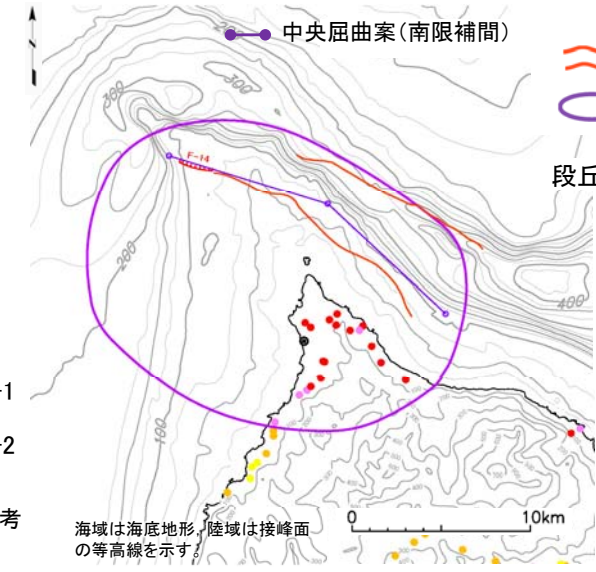 中央屈曲案(南限補間)
200
300
300
F-14
段丘
200
400
100
-1
-2
考
海域は海底地形,陸域は接峰面
の等高線を示す。
0 10km